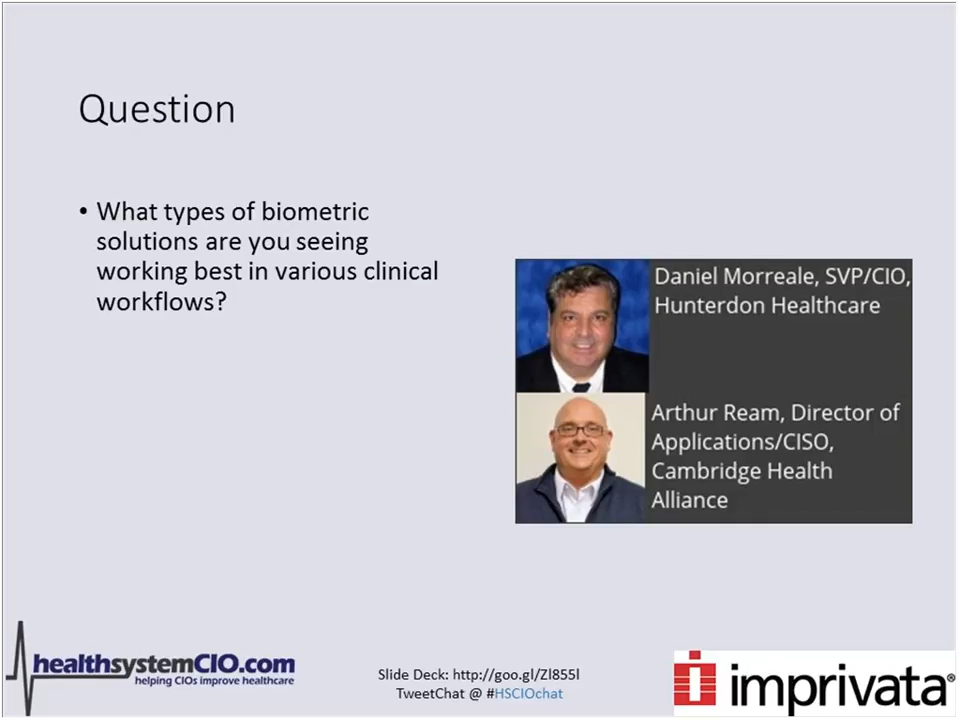 Question
• What types of biometric
solutions are you seeing
working best in various clinical
workflows?
Daniel Morreale, SVP/CIO,
Hunterdon Healthcare
Arthur Ream, Director of
Applications/CISO,
Cambridge Health
Alliance
healthsystemCIO.com
helping CIOs improve healthcare
Slide Deck: http://goo.gl/Zl855l
TweetChat @ #HSCIOchat
imprivata®